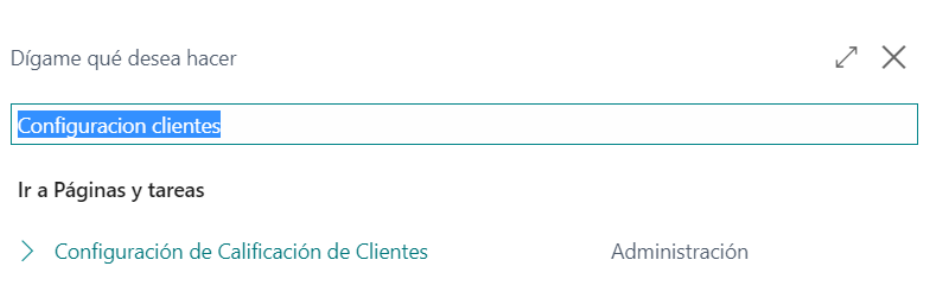 Dígame qué desea hacer
Configuracion clientes
Ir a Páginas y tareas
Configuración de Calificación de Clientes Administración